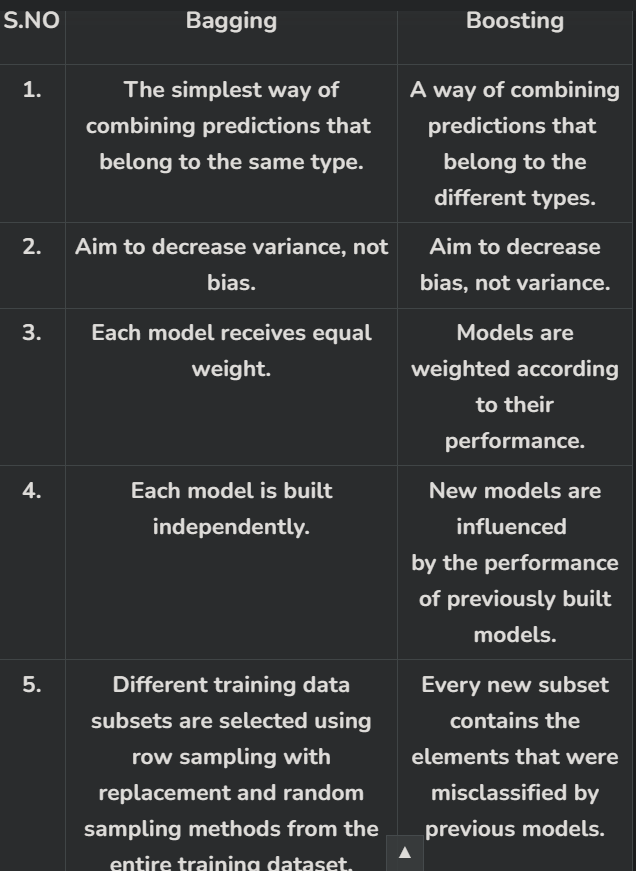 S.NO
Bagging
Boosting
1.
The simplest way of
combining predictions that
belong to the same type.
A way of combining
predictions that
belong to the
different types.
2.
Aim to decrease variance, not
bias.
Aim to decrease
bias, not variance.
3.
Each model receives equal
weight.
Models are
weighted according
to their
performance.
4.
Each model is built
independently.
New models are
influenced
by the performance
of previously built
models.
5.
Different training data
subsets are selected using
row sampling with
replacement and random
sampling methods from the
entire training dataset.
Every new subset
contains the
elements that were
misclassified by
previous models.